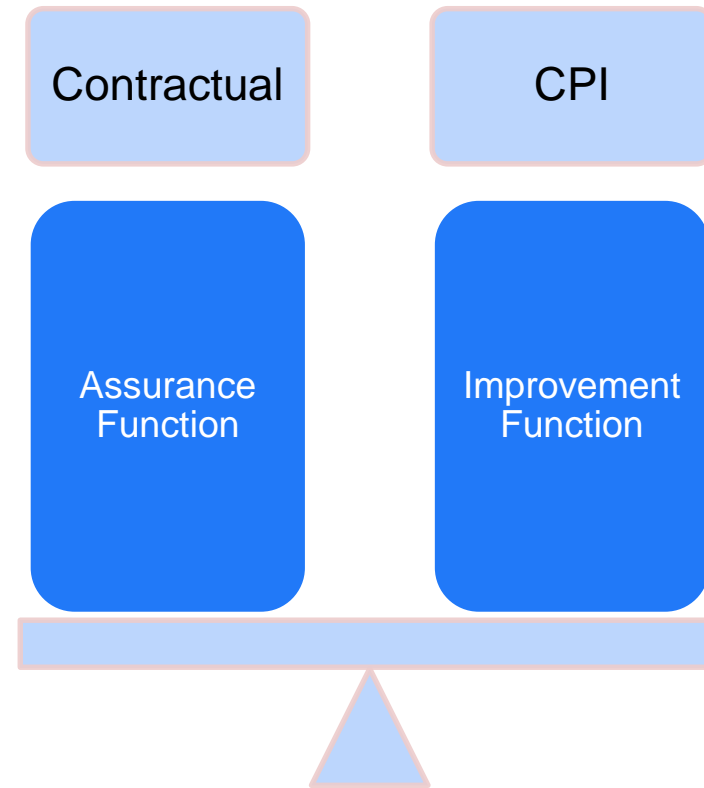 Contractual
CPI
Assurance
Function
Improvement
Function